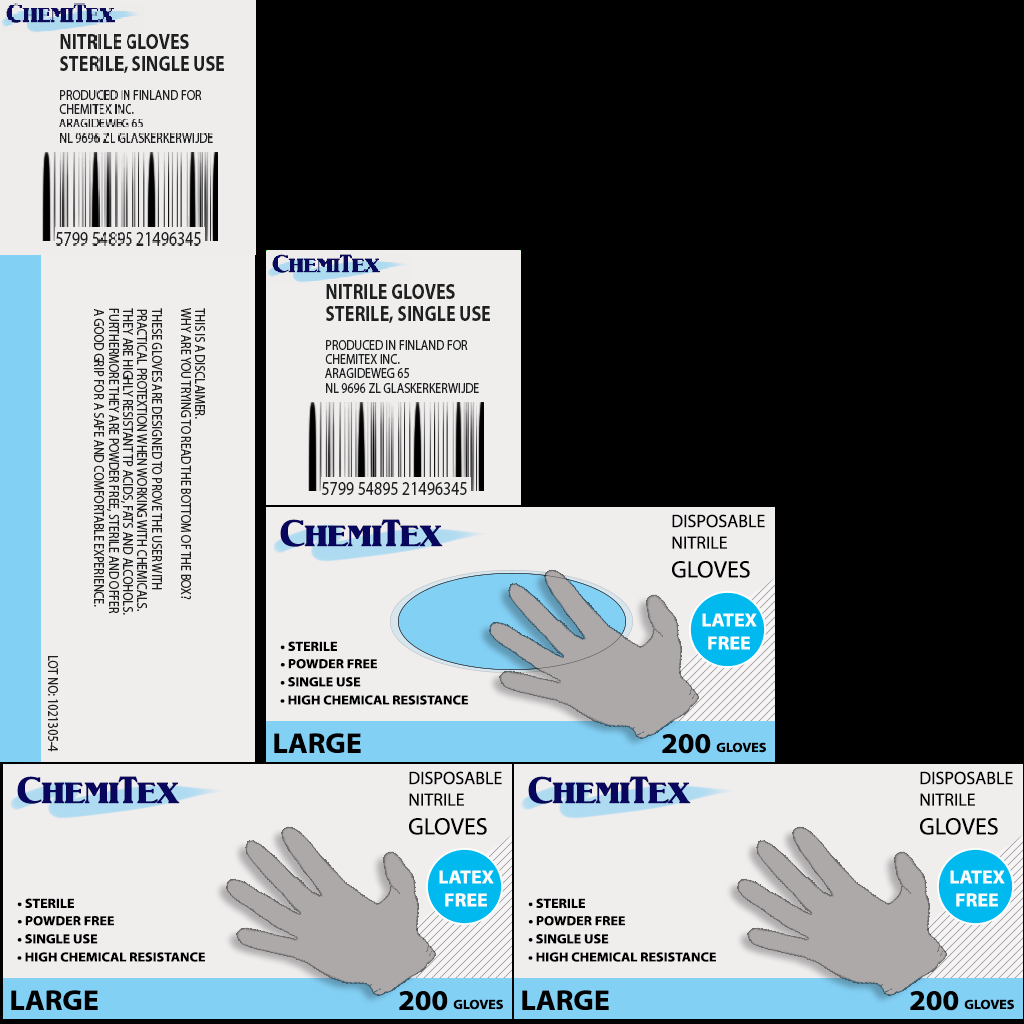 CHEMITEX
NITRILE GLOVES
STERILE, SINGLE USE
PRODUCED IN FINLAND FOR
CHEMITEX INC.
ARAGIDEWEG 65
NL 9696 ZL GLASKERKERWIJDE
5799 54895 21496345
THIS IS A DISCLAIMER.
WHY ARE YOU TRYING TO READ THE BOTTOM OF THE BOX?
THESE GLOVES ARE DESIGNED TO PROVE THE USER WITH
PRACTICAL PROTEXTION WHEN WORKING WITH CHEMICALS.
THEY ARE HIGHLY RESISTANT TP ACIDS, FATS AND ALCOHOLS.
FURTHERMORE THEY ARE POWDER FREE, STERILE AND OFFER
A GOOD GRIP FOR A SAFE AND COMFORTABLE EXPERIENCE.
LOT NO: 1021305-4
CHEMITEX
NITRILE GLOVES
STERILE, SINGLE USE
PRODUCED IN FINLAND FOR
CHEMITEX INC.
ARAGIDEWEG 65
NL 9696 ZL GLASKERKERWIJDE
5799 54895 21496345
CHEMITEX
DISPOSABLE
NITRILE
GLOVES
LATEX
FREE
• STERILE
• POWDER FREE
• SINGLE USE
• HIGH CHEMICAL RESISTANCE
LARGE
200 GLOVES
CHEMITEX
DISPOSABLE
NITRILE
GLOVES
LATEX
FREE
• STERILE
• POWDER FREE
• SINGLE USE
• HIGH CHEMICAL RESISTANCE
LARGE
200 GLOVES
CHEMITEX
DISPOSABLE
NITRILE
GLOVES
LATEX
FREE
• STERILE
• POWDER FREE
• SINGLE USE
• HIGH CHEMICAL RESISTANCE
LARGE
200 GLOVES